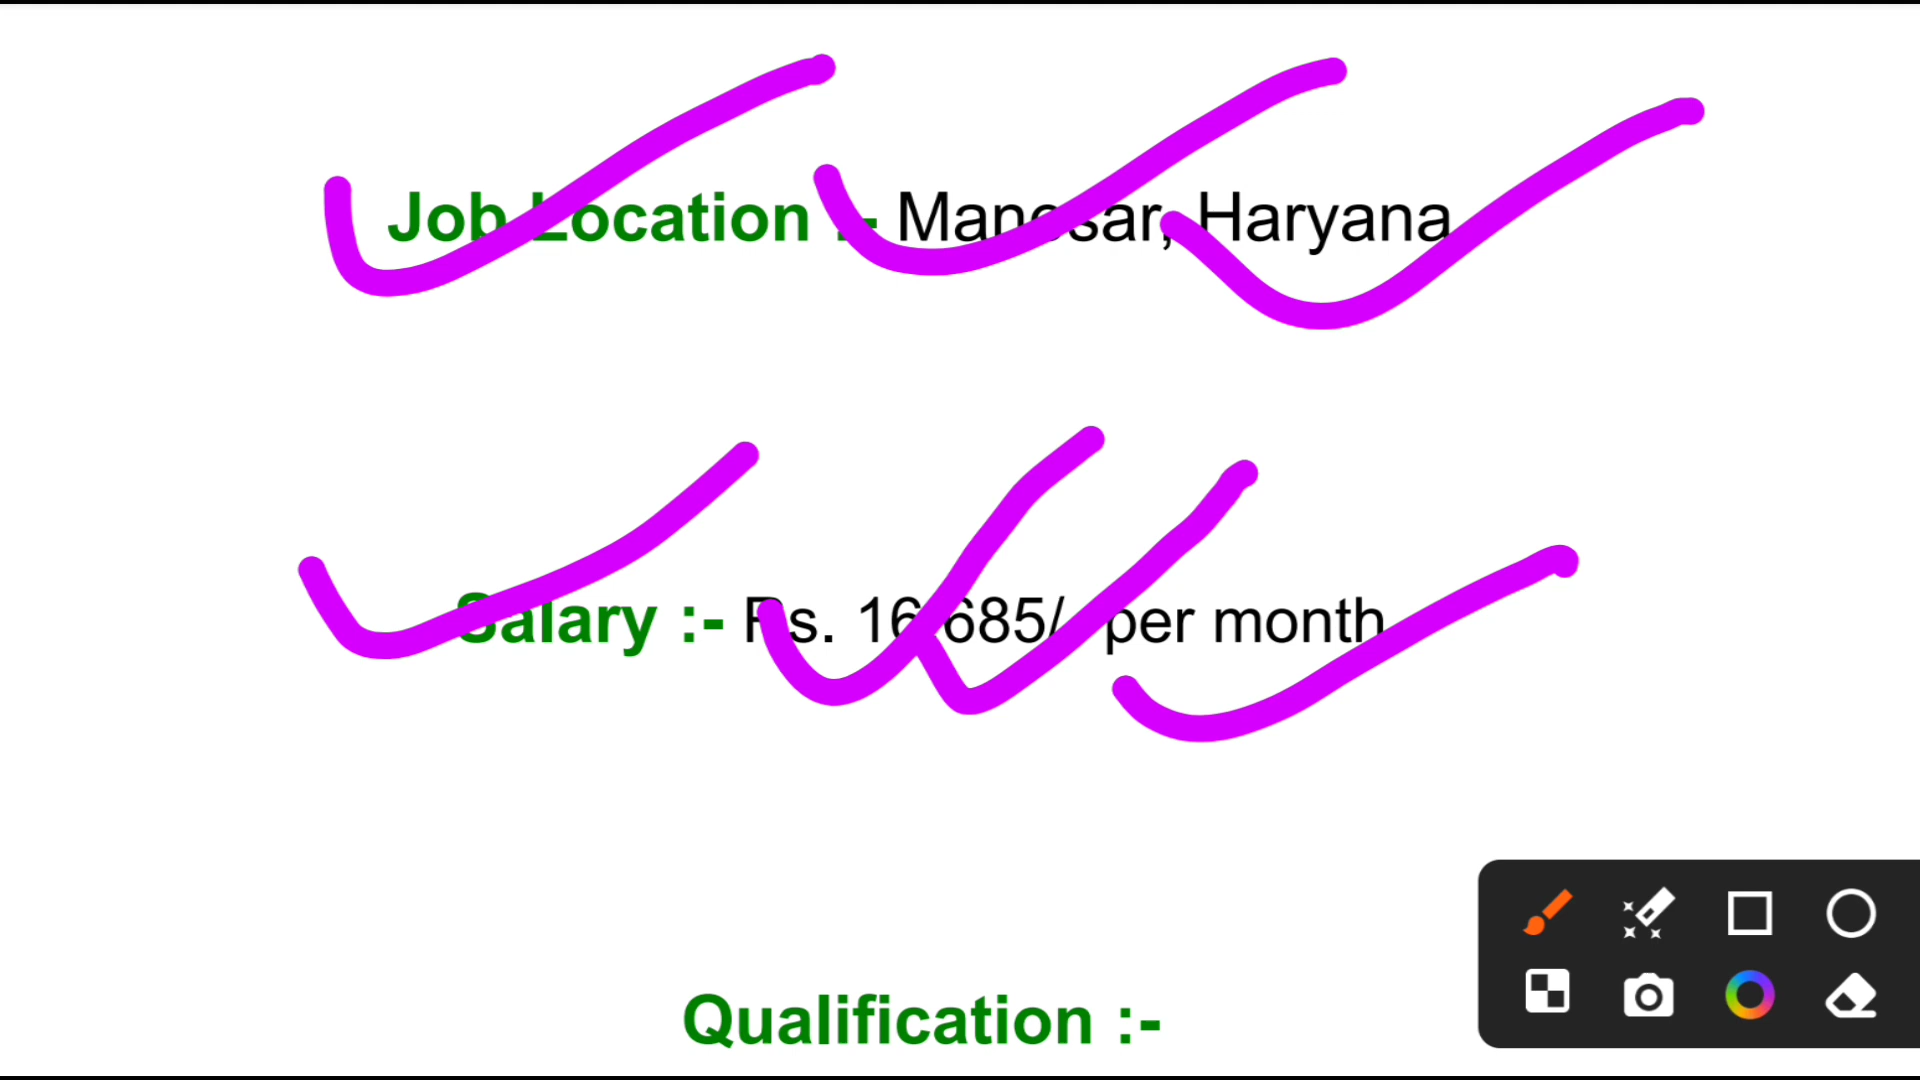 Job Location :- Manesar, Haryana
Salary :- Rs. 16,685/- per month
Qualification :-